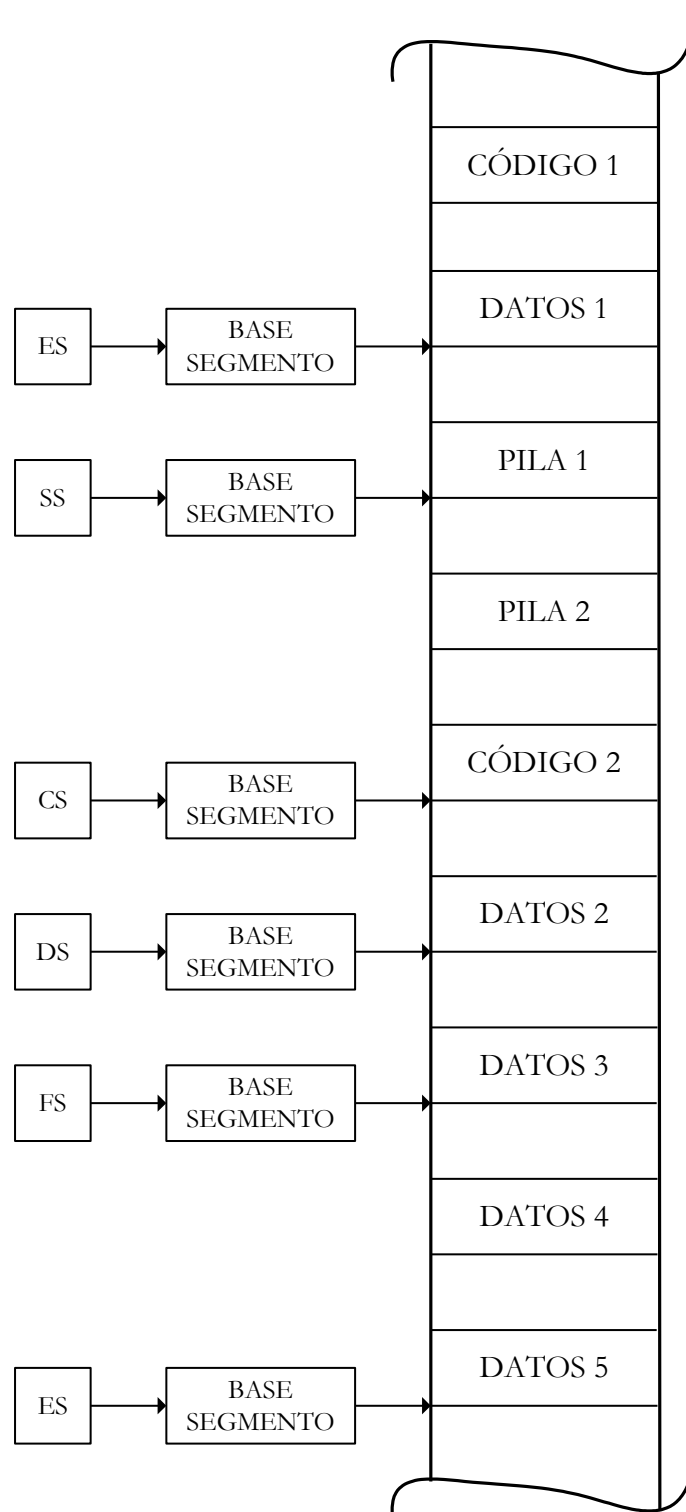 CÓDIGO 1
DATOS 1
ES
BASE
SEGMENTO
PILA 1
SS
BASE
SEGMENTO
PILA 2
CÓDIGO 2
CS
BASE
SEGMENTO
DATOS 2
DS
BASE
SEGMENTO
DATOS 3
FS
BASE
SEGMENTO
DATOS 4
DATOS 5
ES
BASE
SEGMENTO